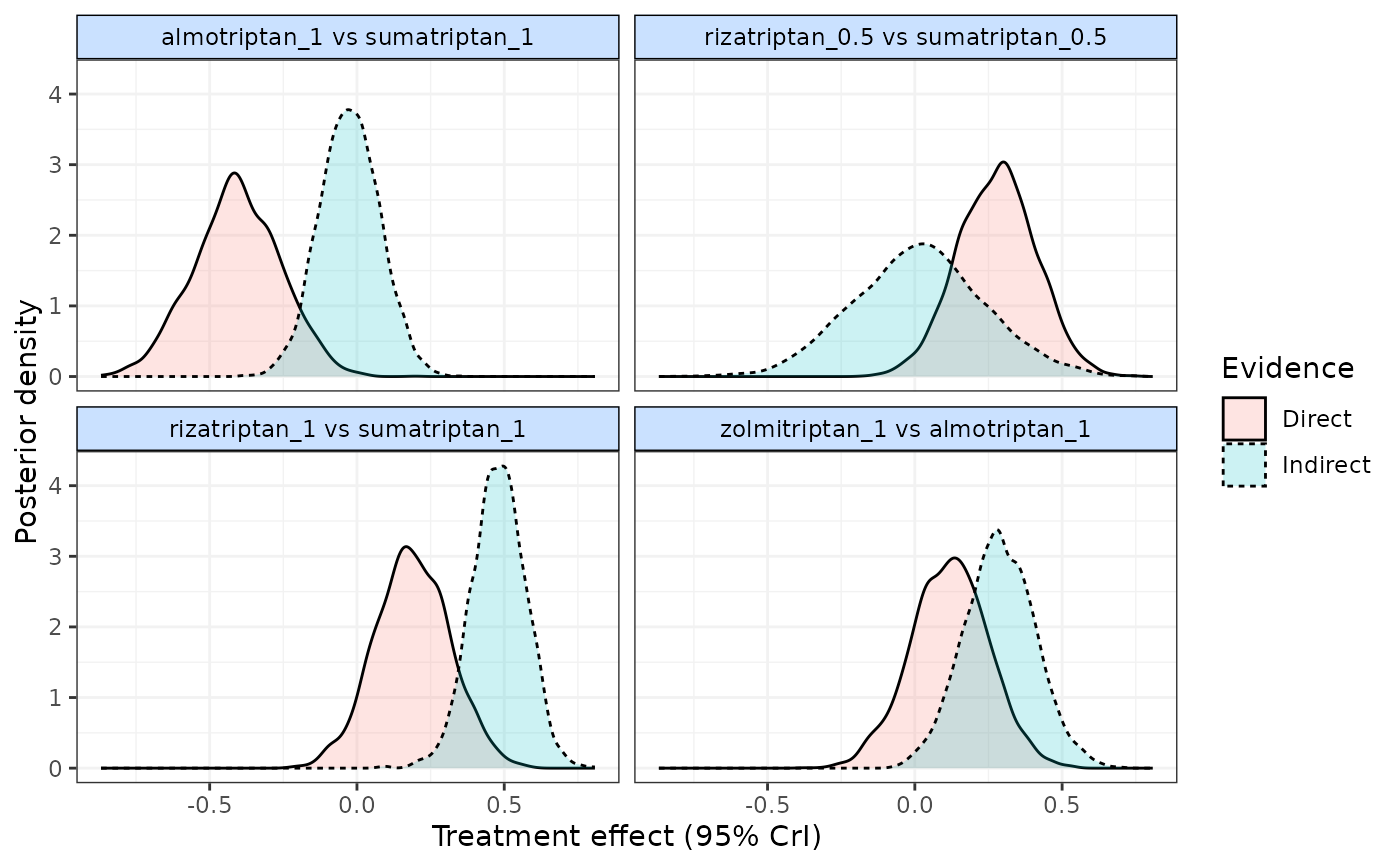 almotriptan_1 vs sumatriptan_1
rizatriptan_0.5 vs sumatriptan_0.5
4
3
2
1
0
rizatriptan_1 vs sumatriptan_1
zolmitriptan_1 vs almotriptan_1
4
3
2
1
0
-0.5 0.0 0.5
-0.5 0.0 0.5
Treatment effect (95% CrI)
Posterior density
Evidence
Direct
Indirect